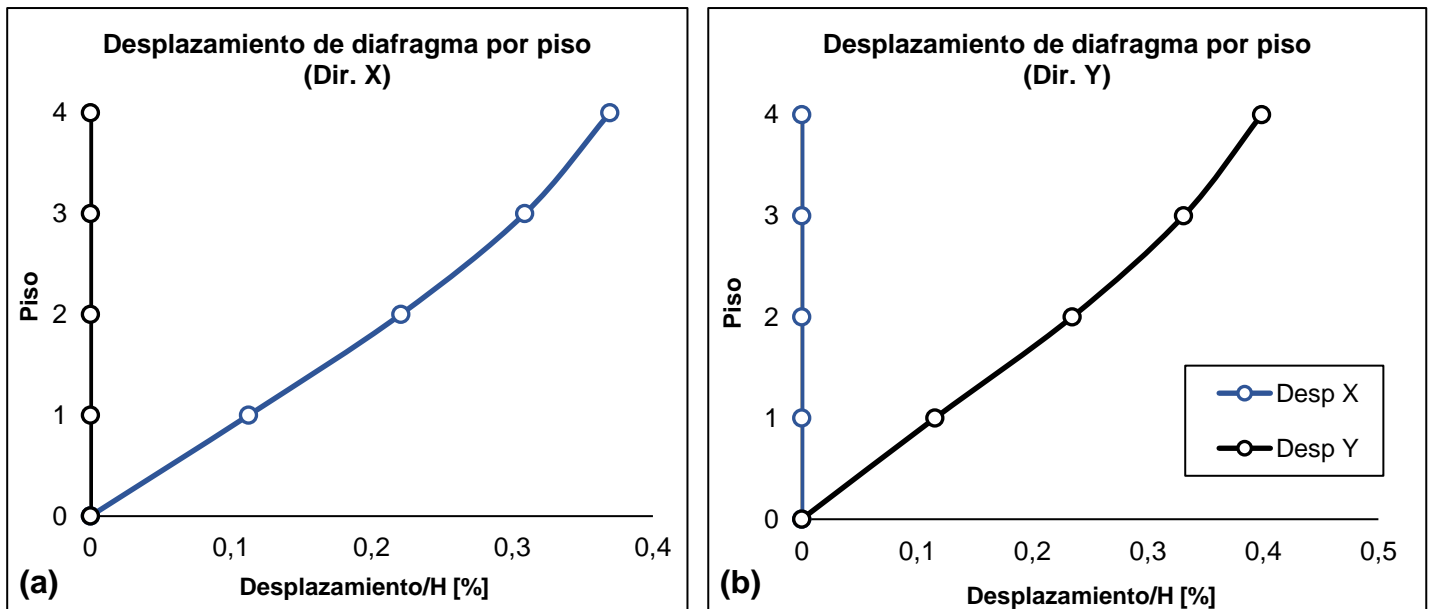 Desplazamiento de diafragma por piso
(Dir. X)
4
3
2
1
0
Piso
0 0,1 0,2 0,3 0,4
Desplazamiento/H [%]
(a)
Desplazamiento de diafragma por piso
(Dir. Y)
4
3
2
1
0
Piso
Desp X
Desp Y
0 0,1 0,2 0,3 0,4 0,5
Desplazamiento/H [%]
(b)